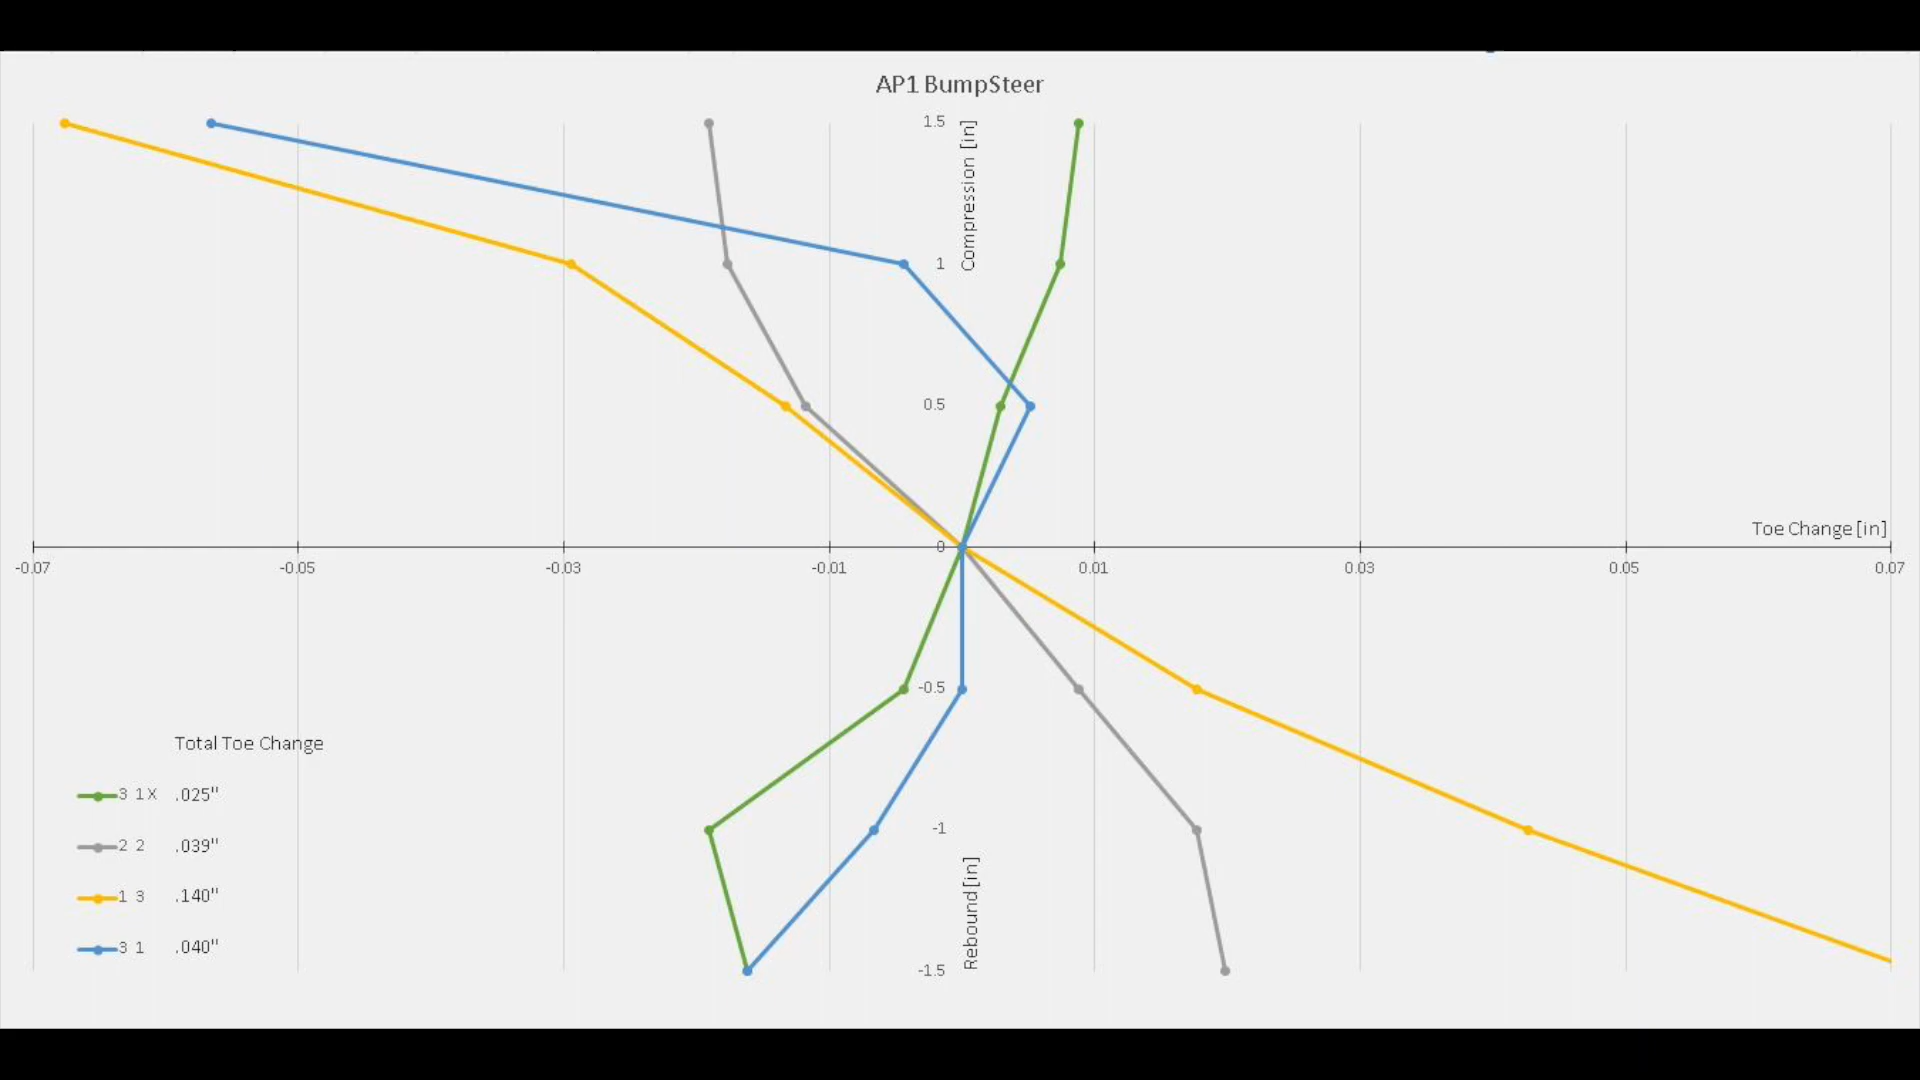 AP1 BumpSteer
1.5
Compression [in]
1
0.5
Toe Change [in]
0
-0.07 -0.05 -0.03 -0.01 0.01 0.03 0.05 0.07
-0.5
Total Toe Change
3 1X .025"
-1
2 2 .039"
Rebound [in]
1 3 .140"
3 1 .040"
-1.5